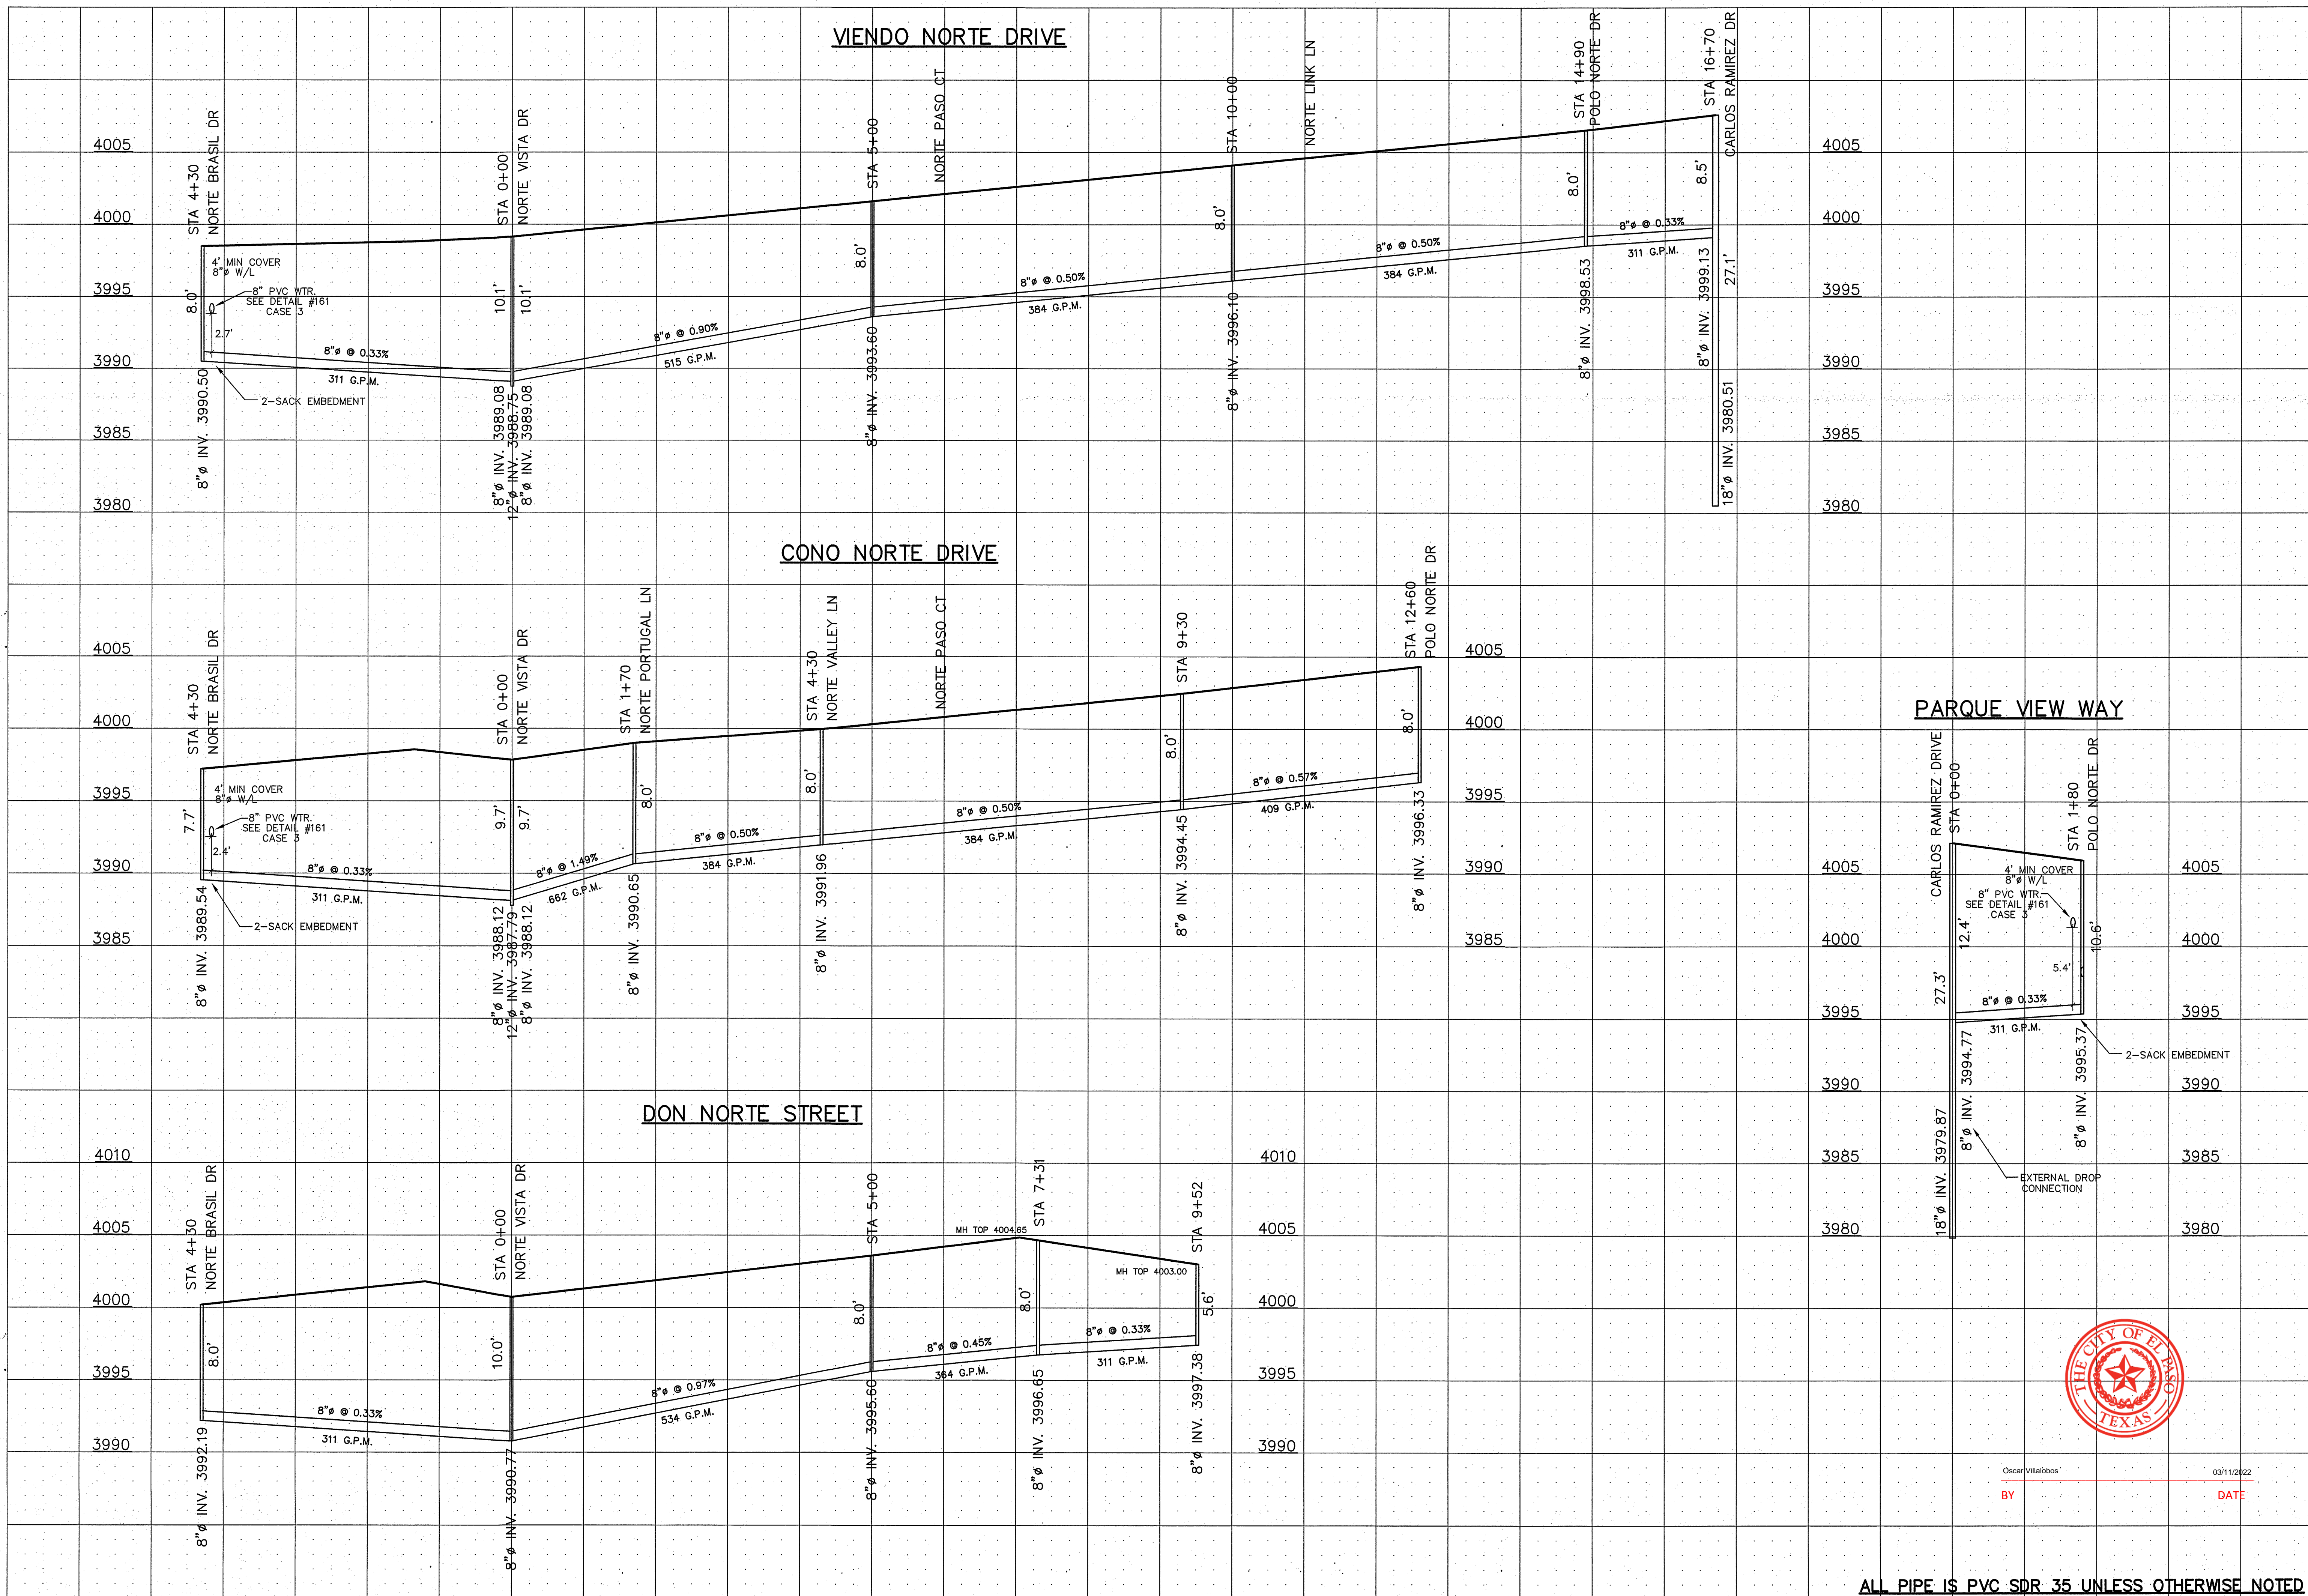 VIENDO NORTE DRIVE
STA 4+30
NORTE BRASIL DR
STA 0+00
NORTE VISTA DR
STA 5+00
NORTE PASO CT
STA 10+00
NORTE LINK LN
STA 14+90
POLO NORTE DR
STA 16+70
CARLOS RAMIREZ DR
4005
4000
3995
3990
3985
3980
4005
4000
3995
3990
3985
3980
8.0'
4' MIN COVER
8"ø W/L
8" PVC WTR.
SEE DETAIL #161
CASE 3
2.7'
8"ø @ 0.33%
311 G.P.M.
2-SACK EMBEDMENT
8"ø INV. 3990.50
10.1'
10.1'
8"ø INV. 3989.08
12"ø INV. 3988.75
8"ø INV. 3989.08
8"ø @ 0.90%
515 G.P.M.
8.0'
8"ø INV. 3993.60
8"ø @ 0.50%
384 G.P.M.
8.0'
8"ø INV. 3996.10
8"ø @ 0.50%
384 G.P.M.
8.0'
8"ø INV. 3998.53
8"ø @ 0.33%
311 G.P.M.
8.5'
8"ø INV. 3999.13
27.1'
18"ø INV. 3980.51
CONO NORTE DRIVE
STA 4+30
NORTE BRASIL DR
STA 0+00
NORTE VISTA DR
STA 1+70
NORTE PORTUGAL LN
STA 4+30
NORTE VALLEY LN
NORTE PASO CT
STA 9+30
STA 12+60
POLO NORTE DR
4005
4000
3995
3990
3985
4005
4000
3995
3990
3985
7.7'
4' MIN COVER
8"ø W/L
8" PVC WTR.
SEE DETAIL #161
CASE 3
2.4'
8"ø @ 0.33%
311 G.P.M.
2-SACK EMBEDMENT
8"ø INV. 3989.54
9.7'
9.7'
8"ø INV. 3988.12
12"ø INV. 3987.79
8"ø INV. 3988.12
8"ø @ 1.49%
662 G.P.M.
8.0'
8"ø INV. 3990.65
8"ø @ 0.50%
384 G.P.M.
8.0'
8"ø INV. 3991.96
8"ø @ 0.50%
384 G.P.M.
8.0'
8"ø INV. 3994.45
8"ø @ 0.57%
409 G.P.M.
8.0'
8"ø INV. 3996.33
PARQUE VIEW WAY
CARLOS RAMIREZ DRIVE
STA 0+00
STA 1+80
POLO NORTE DR
4005
4000
3995
3990
3985
3980
4005
4000
3995
3990
3985
3980
4' MIN COVER
8"ø W/L
8" PVC WTR.
SEE DETAIL #161
CASE 3
12.4'
27.3'
5.4'
10.6'
8"ø @ 0.33%
311 G.P.M.
2-SACK EMBEDMENT
8"ø INV. 3994.77
8"ø INV. 3995.37
18"ø INV. 3979.87
EXTERNAL DROP
CONNECTION
DON NORTE STREET
STA 4+30
NORTE BRASIL DR
STA 0+00
NORTE VISTA DR
STA 5+00
MH TOP 4004.65
STA 7+31
STA 9+52
MH TOP 4003.00
4010
4005
4000
3995
3990
4010
4005
4000
3995
3990
8.0'
8"ø @ 0.33%
311 G.P.M.
8"ø INV. 3992.19
10.0'
8"ø INV. 3990.77
8"ø @ 0.97%
534 G.P.M.
8.0'
8"ø INV. 3995.60
8"ø @ 0.45%
364 G.P.M.
8.0'
8"ø INV. 3996.65
8"ø @ 0.33%
311 G.P.M.
5.6'
8"ø INV. 3997.38
THE CITY OF EL PASO
TEXAS
Oscar Villalobos
03/11/2022
BY
DATE
ALL PIPE IS PVC SDR 35 UNLESS OTHERWISE NOTED